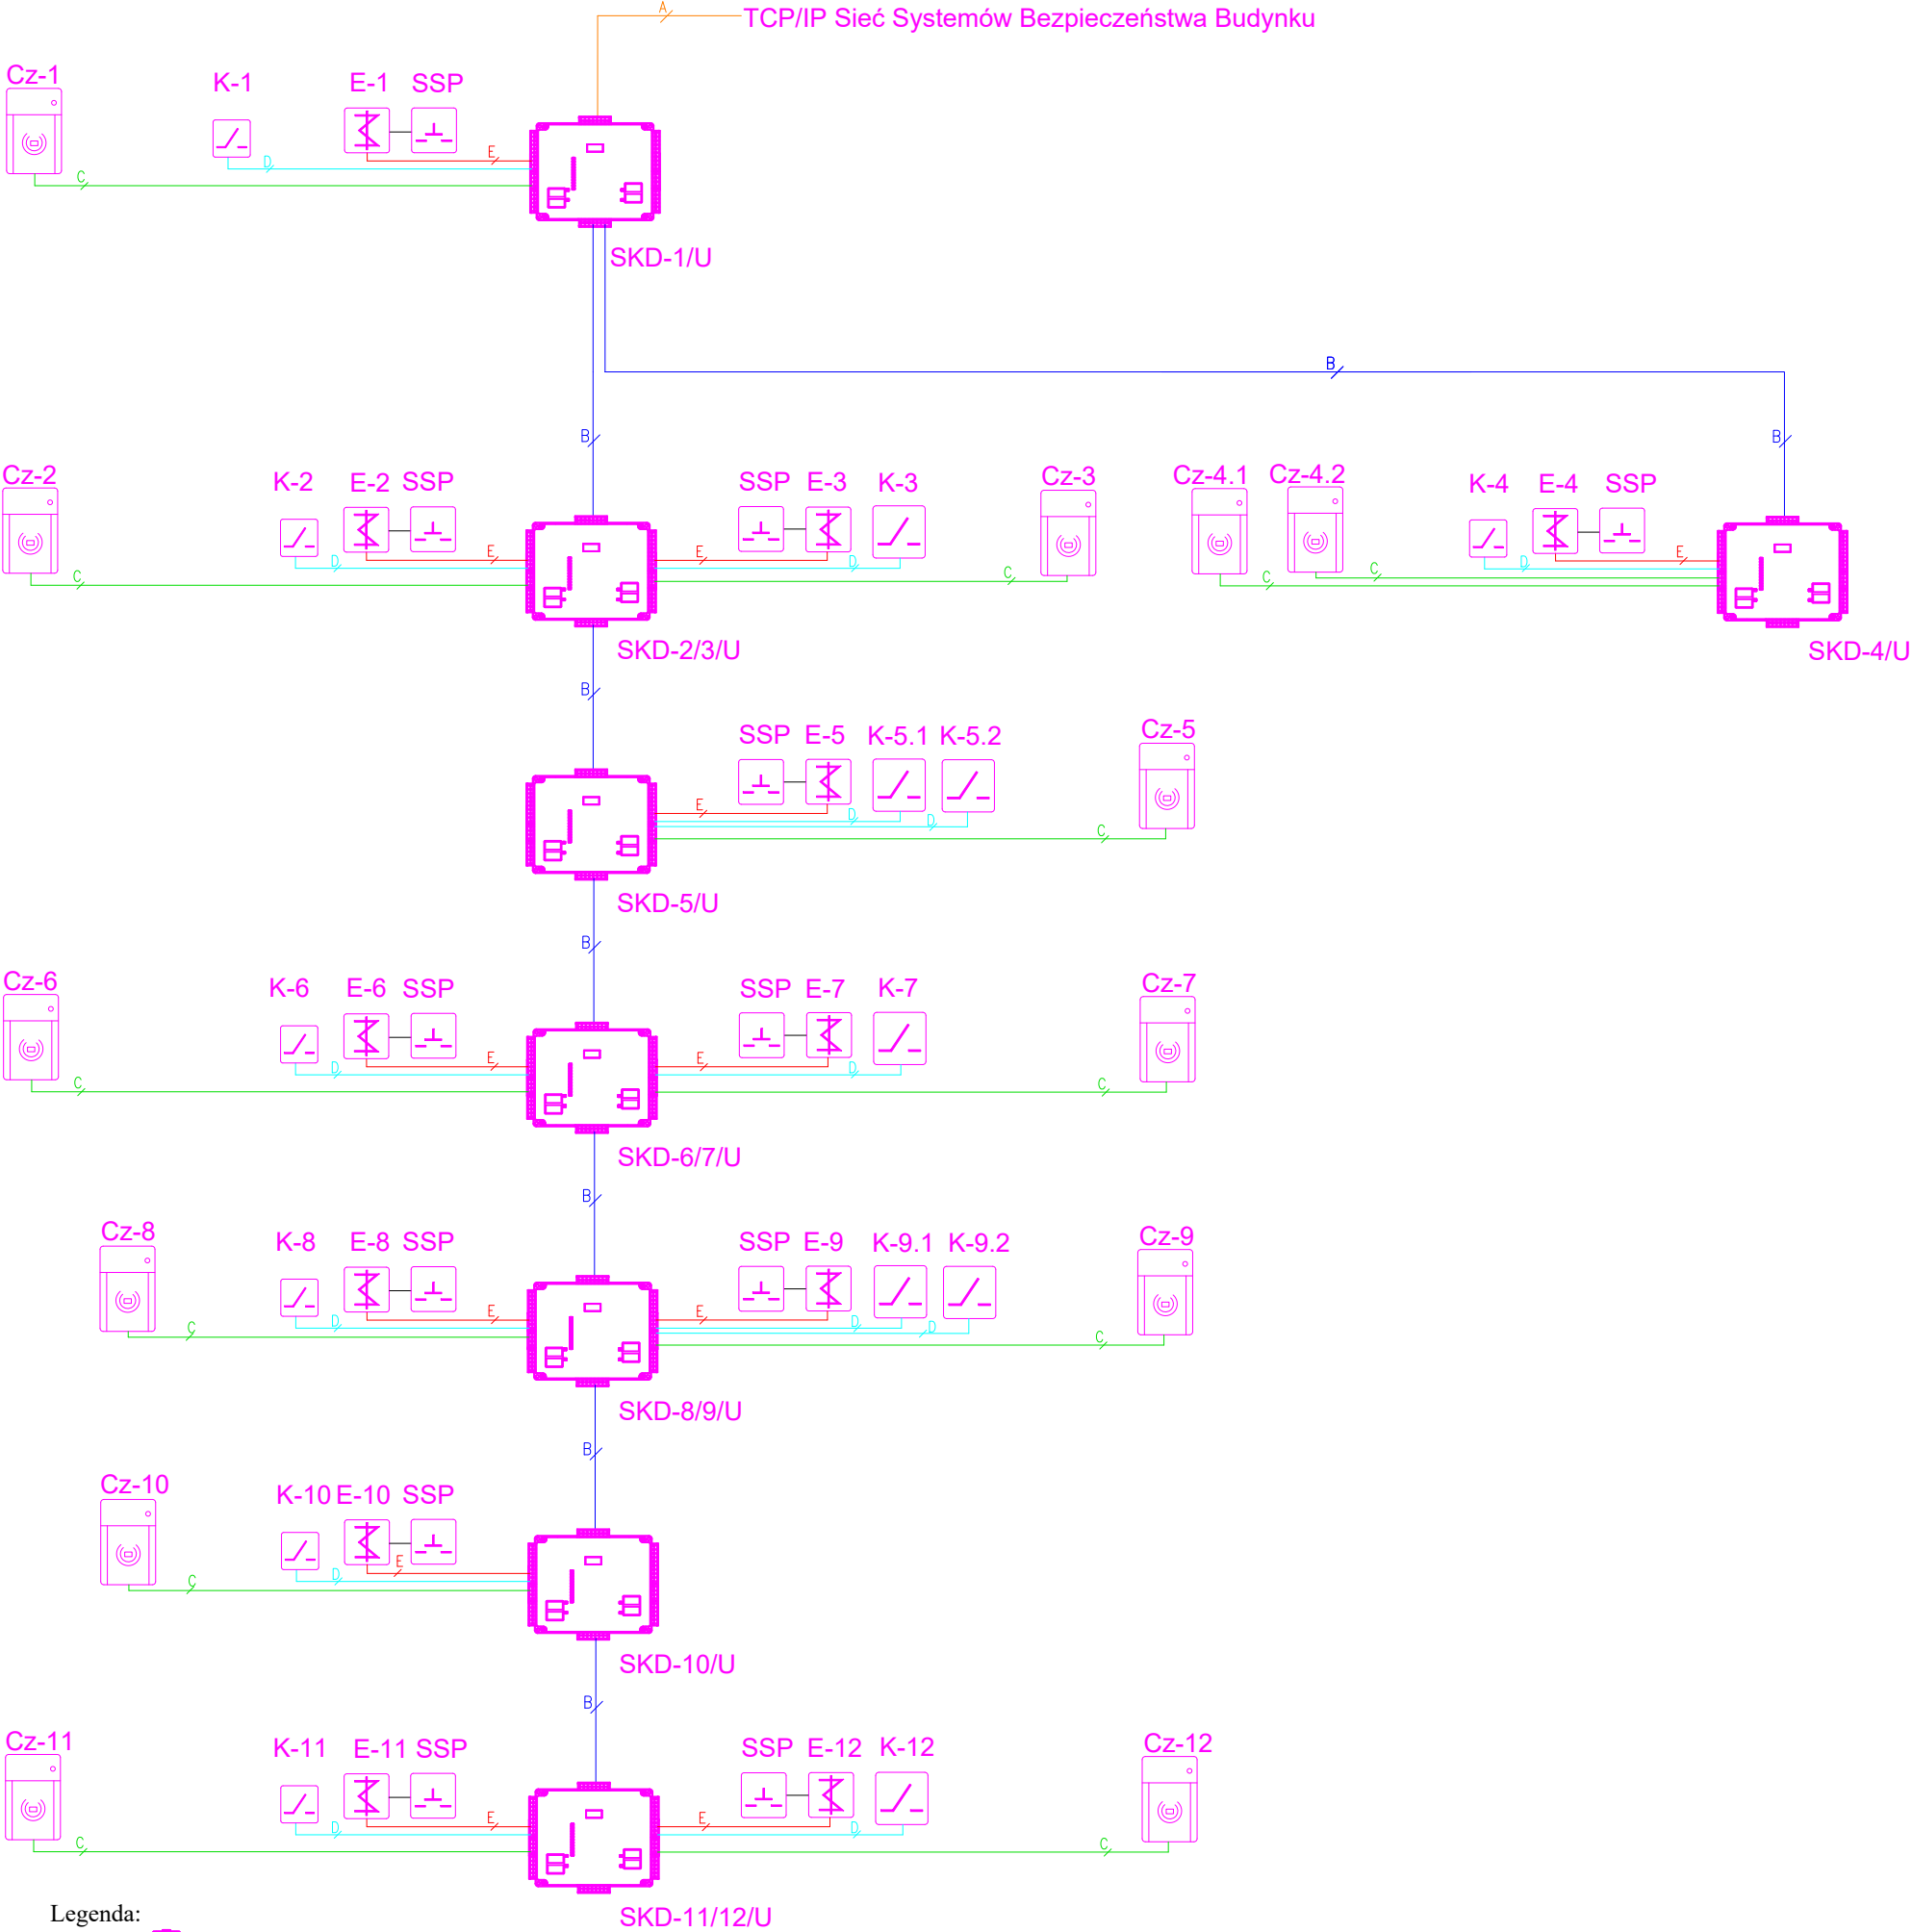 A
TCP/IP Sieć Systemów Bezpieczeństwa Budynku
Cz-1 K-1 E-1 SSP
E
D
C
SKD-1/U
B
B B
Cz-2 K-2 E-2 SSP SSP E-3 K-3 Cz-3 Cz-4.1 Cz-4.2 K-4 E-4 SSP
E E E
D D D
C C C C
SKD-2/3/U SKD-4/U
B
SSP E-5 K-5.1 K-5.2 Cz-5
E
D D
C
SKD-5/U
B
Cz-6 K-6 E-6 SSP SSP E-7 K-7 Cz-7
E E
D D
C C
SKD-6/7/U
B
Cz-8 K-8 E-8 SSP SSP E-9 K-9.1 K-9.2 Cz-9
E E
D D D
C C
SKD-8/9/U
B
Cz-10 K-10 E-10 SSP
E
D
C
SKD-10/U
B
Cz-11 K-11 E-11 SSP SSP E-12 K-12 Cz-12
E E
D D
C C
SKD-11/12/U
Legenda: